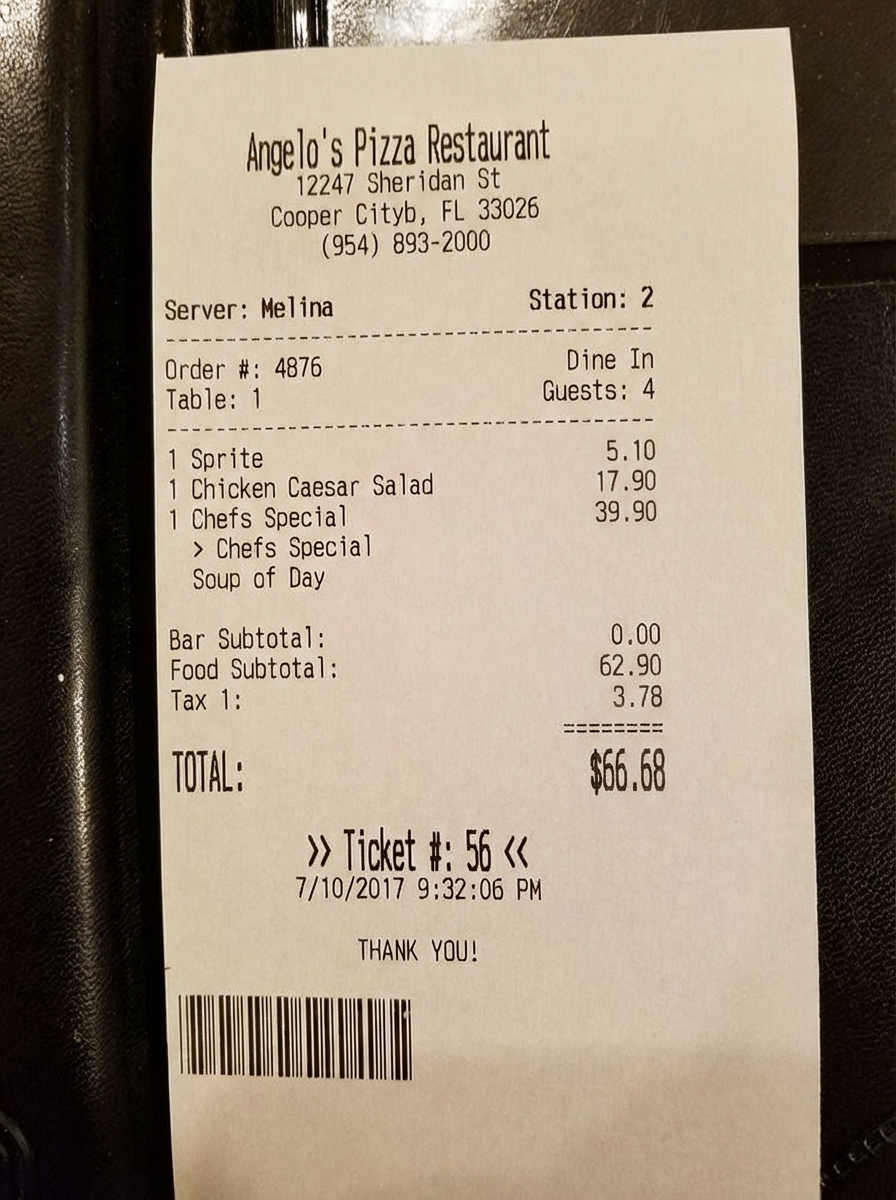 Angelo's Pizza Restaurant
12247 Sheridan St
Cooper Cityb, FL 33026
(954) 893-2000
Server: Melina Station: 2
Order #: 4876 Dine In
Table: 1 Guests: 4
1 Sprite 5.10
1 Chicken Caesar Salad 17.90
1 Chefs Special 39.90
> Chefs Special
Soup of Day
Bar Subtotal: 0.00
Food Subtotal: 62.90
Tax 1: 3.78
========
TOTAL: $66.68
>> Ticket #: 56 <<
7/10/2017 9:32:06 PM
THANK YOU!